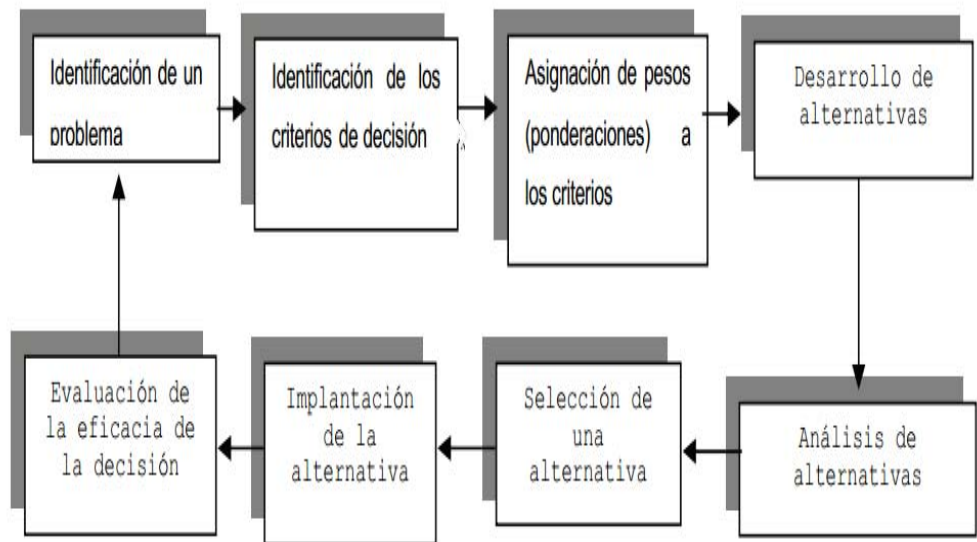 Identificación de un
problema
Identificación de los
criterios de decisión
Asignación de pesos
(ponderaciones) a
los criterios
Desarrollo de
alternativas
Análisis de
alternativas
Selección de
una
alternativa
Implantación
de la
alternativa
Evaluación de
la eficacia de
la decisión